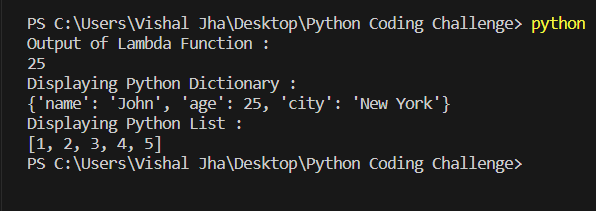 PS C:\Users\Vishal Jha\Desktop\Python Coding Challenge> python
Output of Lambda Function :
25
Displaying Python Dictionary :
{'name': 'John', 'age': 25, 'city': 'New York'}
Displaying Python List :
[1, 2, 3, 4, 5]
PS C:\Users\Vishal Jha\Desktop\Python Coding Challenge>